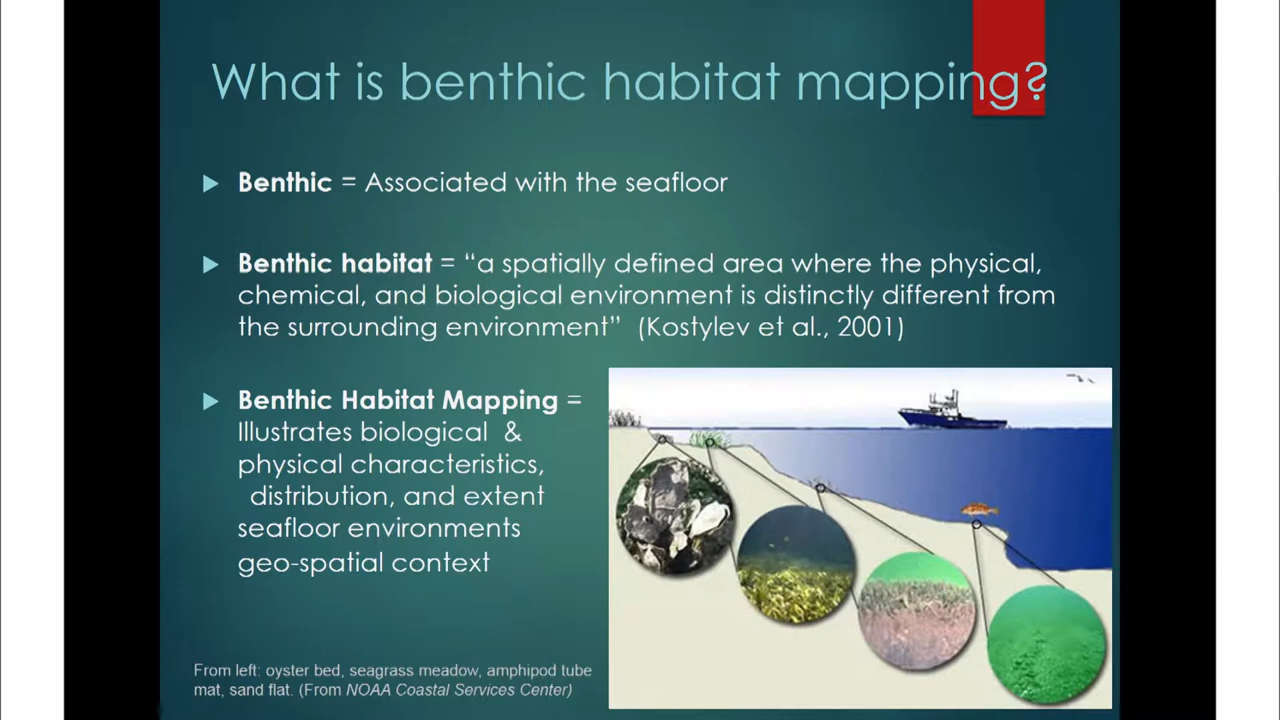 What is benthic habitat mapping?
Benthic = Associated with the seafloor
Benthic habitat = “a spatially defined area where the physical,
chemical, and biological environment is distinctly different from
the surrounding environment” (Kostylev et al., 2001)
Benthic Habitat Mapping =
Illustrates biological &
physical characteristics,
distribution, and extent
seafloor environments
geo-spatial context
From left: oyster bed, seagrass meadow, amphipod tube
mat, sand flat. (From NOAA Coastal Services Center)